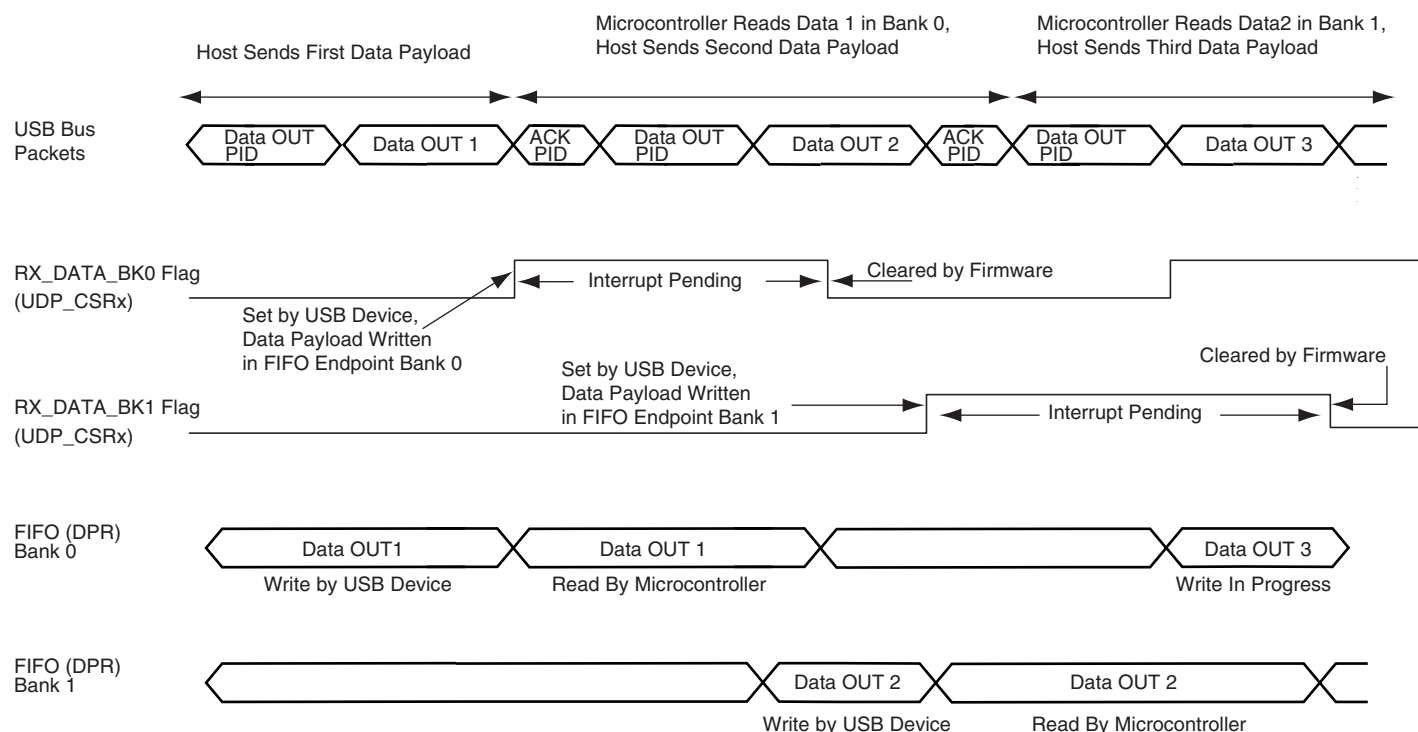 Microcontroller Reads Data 1 in Bank 0,
Host Sends Second Data Payload
Microcontroller Reads Data2 in Bank 1,
Host Sends Third Data Payload
Host Sends First Data Payload
USB Bus
Packets
Data OUT
PID
Data OUT 1
ACK
PID
Data OUT
PID
Data OUT 2
ACK
PID
Data OUT
PID
Data OUT 3
RX_DATA_BK0 Flag
(UDP_CSRx)
Interrupt Pending
Cleared by Firmware
Set by USB Device,
Data Payload Written
in FIFO Endpoint Bank 0
Cleared by Firmware
Set by USB Device,
Data Payload Written
in FIFO Endpoint Bank 1
RX_DATA_BK1 Flag
(UDP_CSRx)
Interrupt Pending
FIFO (DPR)
Bank 0
Data OUT1
Data OUT 1
Data OUT 3
Write by USB Device
Read By Microcontroller
Write In Progress
FIFO (DPR)
Bank 1
Data OUT 2
Data OUT 2
Write by USB Device
Read By Microcontroller